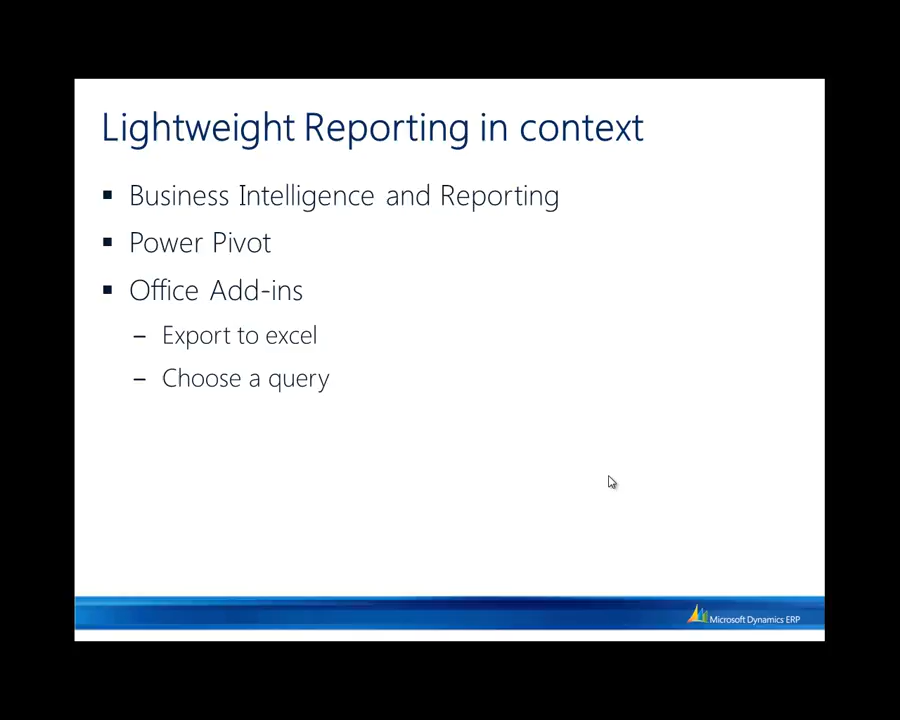 Lightweight Reporting in context
▪ Business Intelligence and Reporting
▪ Power Pivot
▪ Office Add-ins
– Export to excel
– Choose a query
Microsoft Dynamics ERP